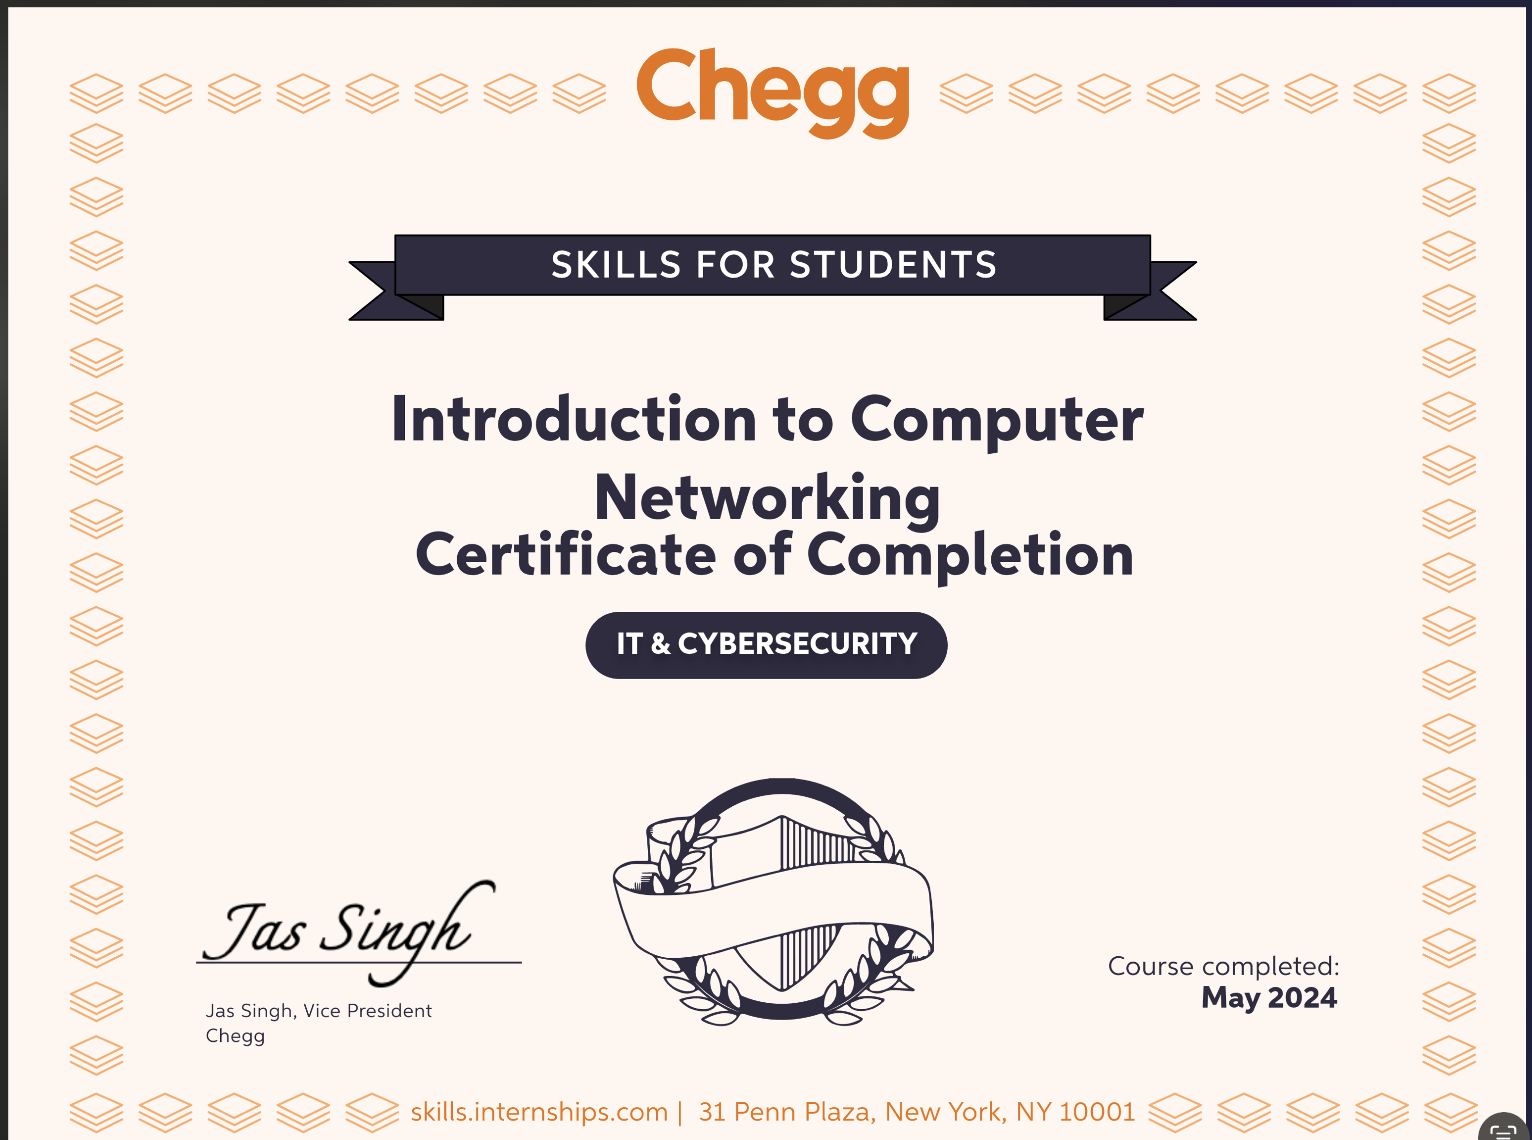 Chegg
SKILLS FOR STUDENTS
Introduction to Computer
Networking
Certificate of Completion
IT & CYBERSECURITY
Jas Singh
Jas Singh, Vice President
Chegg
Course completed:
May 2024
skills.internships.com | 31 Penn Plaza, New York, NY 10001